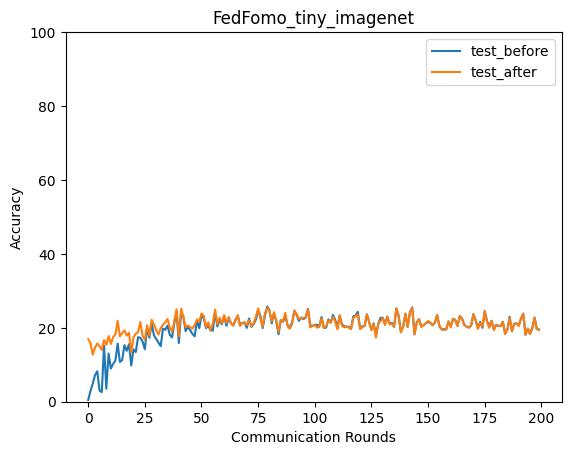 FedFomo_tiny_imagenet
100
80
60
40
20
0
Accuracy
test_before
test_after
0 25 50 75 100 125 150 175 200
Communication Rounds